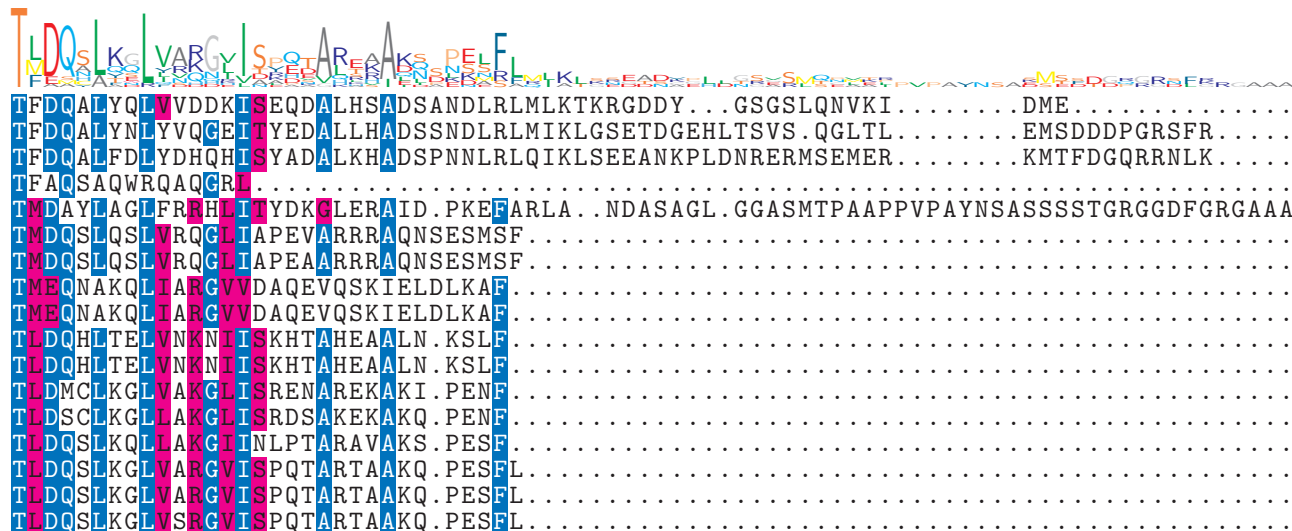 TFDQALYQLVVDDKISEQDALHSADSANDLRLMLKTKRGDDY...GSGSLQNVKI........DME..............
TFDQALYNLYVQGEITYEDALLHADSSNDLRLMIKLGSETDGEHLTSVS.QGLTL........EMSDDDPGRSFR.....
TFDQALFDLYDHQHISYADALKHADSPNNLRLQIKLSEEANKPLDNRERMSEMER........KMTFDGQRRNLK.....
TFAQSAQWRQAQGRL.................................................................
TMDAYLAGLFRRHLITYDKGLERAID.PKEFARLA..NDASAGL.GGASMTPAAPPVPAYNSASSSSTGRGGDFGRGAAA
TMDQSLQSLVRQGLIAPEVARRRAQNSESMSF................................................
TMDQSLQSLVRQGLIAPEAARRRAQNSESMSF................................................
TMEQNAKQLIARGVVDAQEVQSKIELDLKAF.................................................
TMEQNAKQLIARGVVDAQEVQSKIELDLKAF.................................................
TLDQHLTELVNKNIISKHTAHEAALN.KSLF.................................................
TLDQHLTELVNKNIISKHTAHEAALN.KSLF.................................................
TLDMCLKGLVAKGLISRENAREKAKI.PENF.................................................
TLDSCLKGLLAKGLISRDSAKEKAKQ.PENF.................................................
TLDQSLKQLLAKGIINLPTARAVAKS.PESF.................................................
TLDQSLKGLVARGVISPQTARTAAKQ.PESFL................................................
TLDQSLKGLVARGVISPQTARTAAKQ.PESFL................................................
TLDQSLKGLVSRGVISPQTARTAAKQ.PESFL................................................